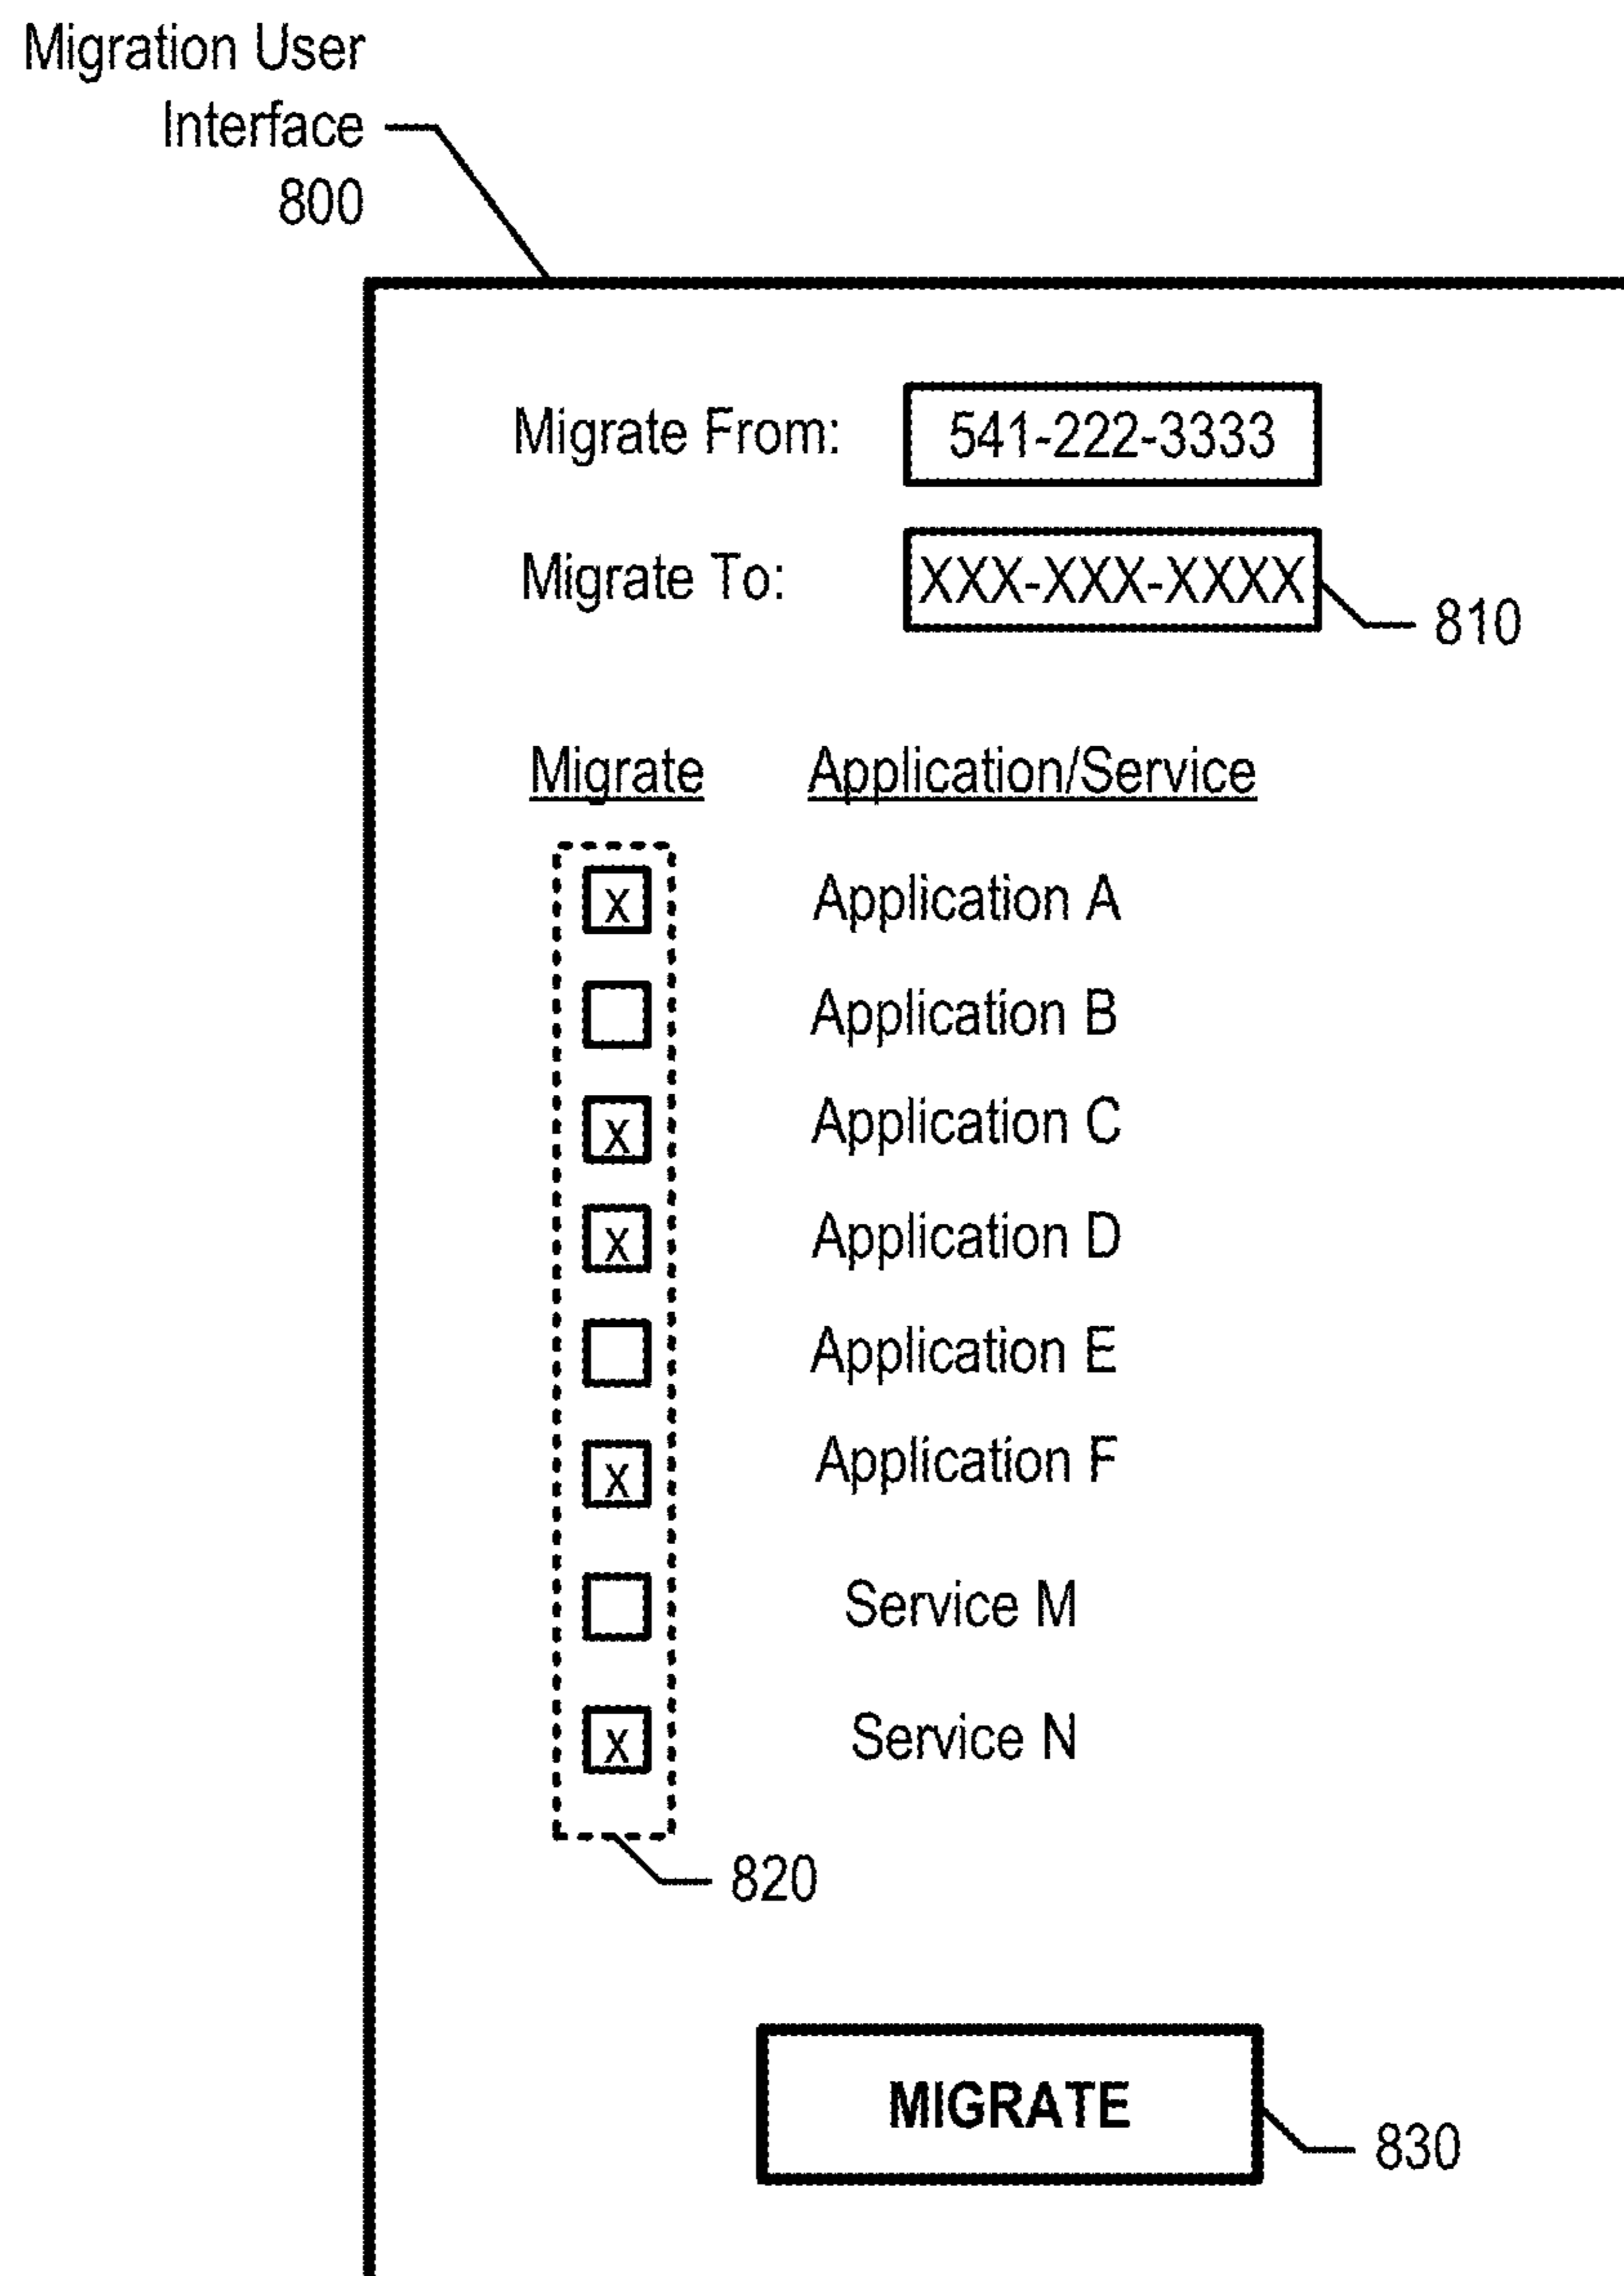 Migration User
Interface
800
Migrate From: 541-222-3333
Migrate To: XXX-XXX-XXXX
810
Migrate Application/Service
x Application A
Application B
x Application C
x Application D
Application E
x Application F
Service M
x Service N
820
MIGRATE
830